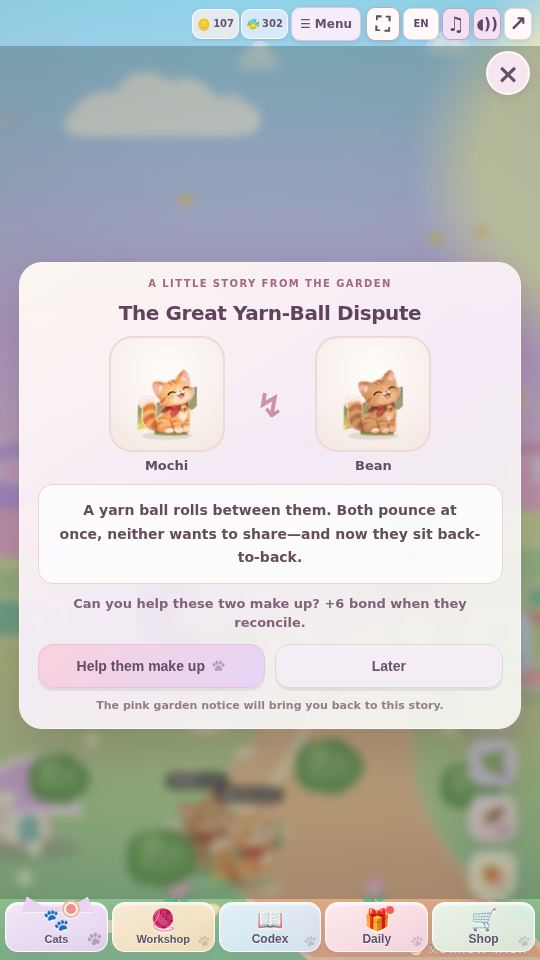 107
302
☰ Menu
EN
A LITTLE STORY FROM THE GARDEN
The Great Yarn-Ball Dispute
Mochi
Bean
A yarn ball rolls between them. Both pounce at
once, neither wants to share—and now they sit back-
to-back.
Can you help these two make up? +6 bond when they
reconcile.
Help them make up
Later
The pink garden notice will bring you back to this story.
Cats
Workshop
Codex
Daily
Shop